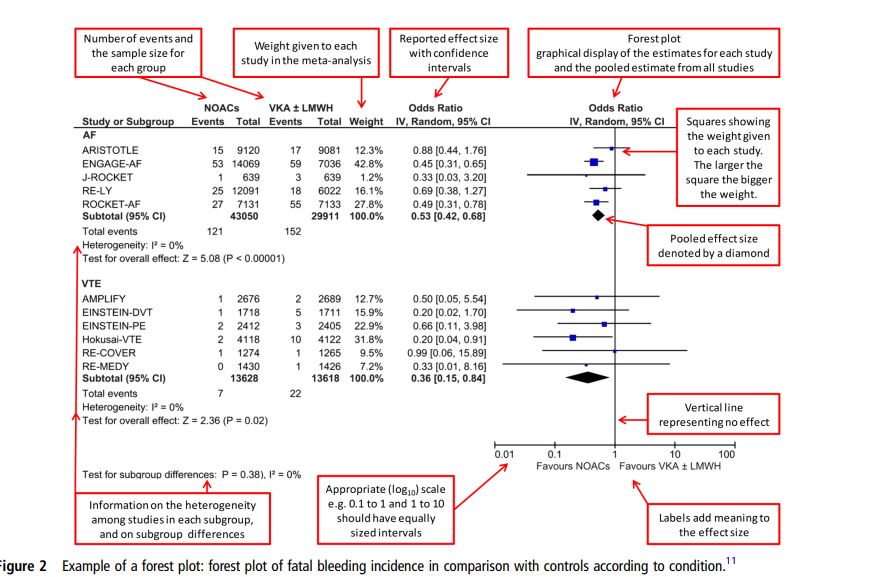 Number of events and
the sample size for
each group
Weight given to each
study in the meta-analysis
Reported effect size
with confidence
intervals
Forest plot
graphical display of the estimates for each study
and the pooled estimate from all studies
NOACs VKA ± LMWH Odds Ratio Odds Ratio
Study or Subgroup Events Total Events Total Weight IV, Random, 95% CI IV, Random, 95% CI
AF
ARISTOTLE 15 9120 17 9081 12.3% 0.88 [0.44, 1.76]
ENGAGE-AF 53 14069 59 7036 42.8% 0.45 [0.31, 0.65]
J-ROCKET 1 639 3 639 1.2% 0.33 [0.03, 3.20]
RE-LY 25 12091 18 6022 16.1% 0.69 [0.38, 1.27]
ROCKET-AF 27 7131 55 7133 27.8% 0.49 [0.31, 0.78]
Subtotal (95% CI) 43050 29911 100.0% 0.53 [0.42, 0.68]
Total events 121 152
Heterogeneity: I² = 0%
Test for overall effect: Z = 5.08 (P < 0.00001)
Squares showing
the weight given
to each study.
The larger the
square the bigger
the weight.
Pooled effect size
denoted by a diamond
VTE
AMPLIFY 1 2676 2 2689 12.7% 0.50 [0.05, 5.54]
EINSTEIN-DVT 1 1718 5 1711 15.9% 0.20 [0.02, 1.70]
EINSTEIN-PE 2 2412 3 2405 22.9% 0.66 [0.11, 3.98]
Hokusai-VTE 2 4118 10 4122 31.8% 0.20 [0.04, 0.91]
RE-COVER 1 1274 1 1265 9.5% 0.99 [0.06, 15.89]
RE-MEDY 0 1430 1 1426 7.2% 0.33 [0.01, 8.16]
Subtotal (95% CI) 13628 13618 100.0% 0.36 [0.15, 0.84]
Total events 7 22
Heterogeneity: I² = 0%
Test for overall effect: Z = 2.36 (P = 0.02)
Vertical line
representing no effect
0.01 0.1 1 10 100
Favours NOACs Favours VKA ± LMWH
Test for subgroup differences: P = 0.38), I² = 0%
Information on the heterogeneity
among studies in each subgroup,
and on subgroup differences
Appropriate (log₁₀) scale
e.g. 0.1 to 1 and 1 to 10
should have equally
sized intervals
Labels add meaning to
the effect size
igure 2 Example of a forest plot: forest plot of fatal bleeding incidence in comparison with controls according to condition.¹¹